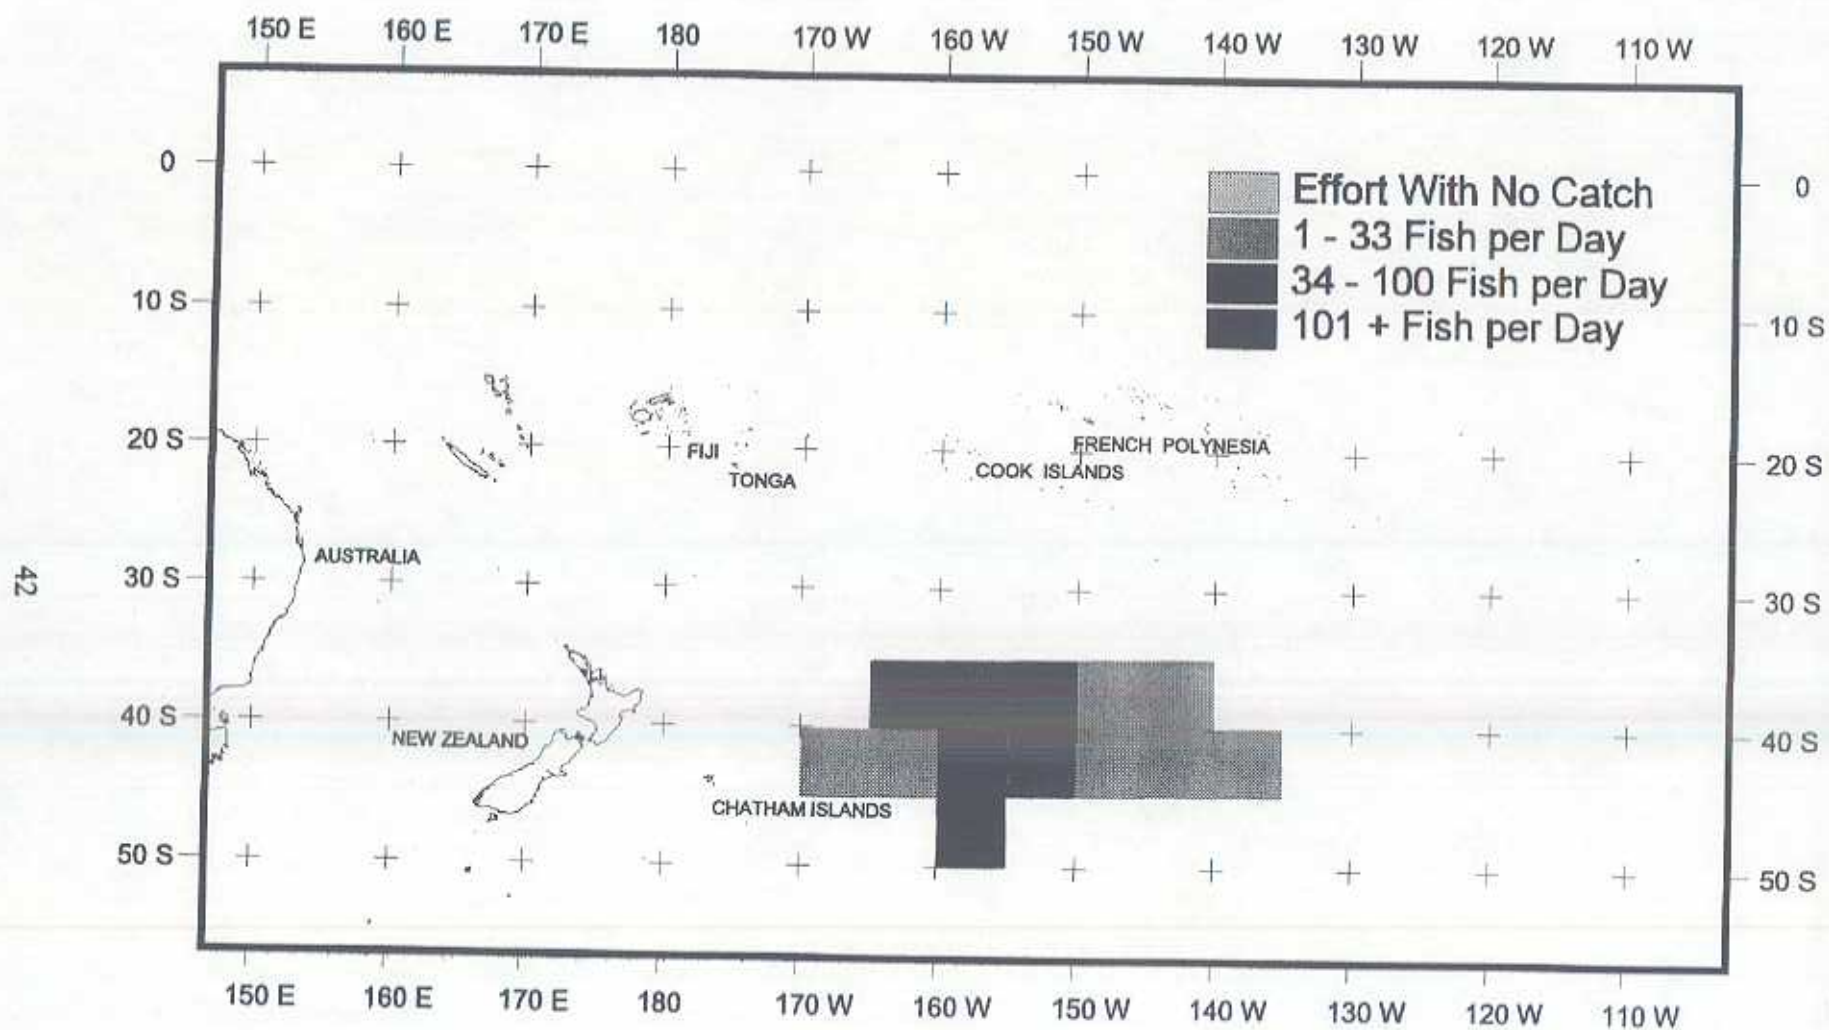 150 E 160 E 170 E 180 170 W 160 W 150 W 140 W 130 W 120 W 110 W
0
10 S
20 S
30 S
40 S
50 S
Effort With No Catch
1 - 33 Fish per Day
34 - 100 Fish per Day
101 + Fish per Day
FIJI
TONGA
FRENCH POLYNESIA
COOK ISLANDS
AUSTRALIA
NEW ZEALAND
CHATHAM ISLANDS
0
10 S
20 S
30 S
40 S
50 S
150 E 160 E 170 E 180 170 W 160 W 150 W 140 W 130 W 120 W 110 W
42